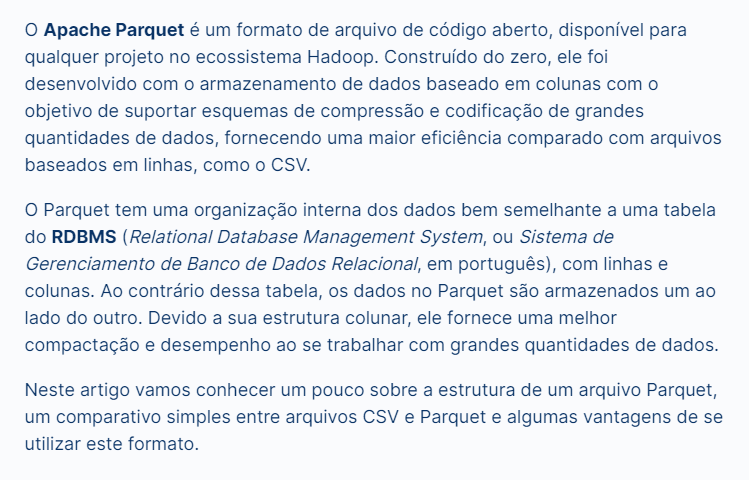 O Apache Parquet é um formato de arquivo de código aberto, disponível para
qualquer projeto no ecossistema Hadoop. Construído do zero, ele foi
desenvolvido com o armazenamento de dados baseado em colunas com o
objetivo de suportar esquemas de compressão e codificação de grandes
quantidades de dados, fornecendo uma maior eficiência comparado com arquivos
baseados em linhas, como o CSV.
O Parquet tem uma organização interna dos dados bem semelhante a uma tabela
do RDBMS (Relational Database Management System, ou Sistema de
Gerenciamento de Banco de Dados Relacional, em português), com linhas e
colunas. Ao contrário dessa tabela, os dados no Parquet são armazenados um ao
lado do outro. Devido a sua estrutura colunar, ele fornece uma melhor
compactação e desempenho ao se trabalhar com grandes quantidades de dados.
Neste artigo vamos conhecer um pouco sobre a estrutura de um arquivo Parquet,
um comparativo simples entre arquivos CSV e Parquet e algumas vantagens de se
utilizar este formato.